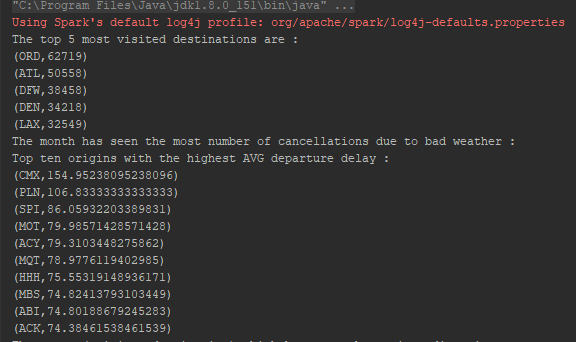 "C:\Program Files\Java\jdk1.8.0_151\bin\java" ...
Using Spark's default log4j profile: org/apache/spark/log4j-defaults.properties
The top 5 most visited destinations are :
(ORD,62719)
(ATL,50558)
(DFW,38458)
(DEN,34218)
(LAX,32549)
The month has seen the most number of cancellations due to bad weather :
Top ten origins with the highest AVG departure delay :
(CMX,154.95238095238096)
(PLN,106.83333333333333)
(SPI,86.05932203389831)
(MOT,79.98571428571428)
(ACY,79.3103448275862)
(MQT,78.9776119402985)
(HHH,75.55319148936171)
(MBS,74.82413793103449)
(ABI,74.80188679245283)
(ACK,74.38461538461539)